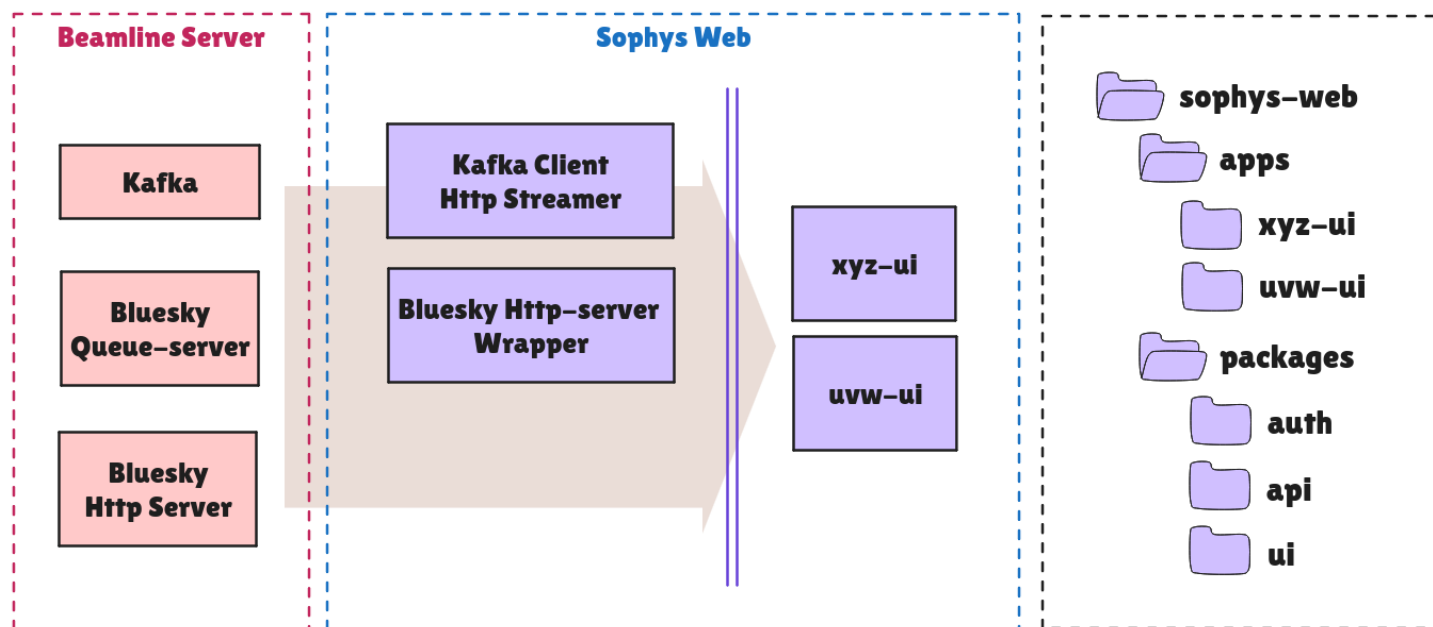 Beamline Server
Kafka
Bluesky
Queue-server
Bluesky
Http Server
Sophys Web
Kafka Client
Http Streamer
Bluesky Http-server
Wrapper
xyz-ui
uvw-ui
sophys-web
apps
xyz-ui
uvw-ui
packages
auth
api
ui